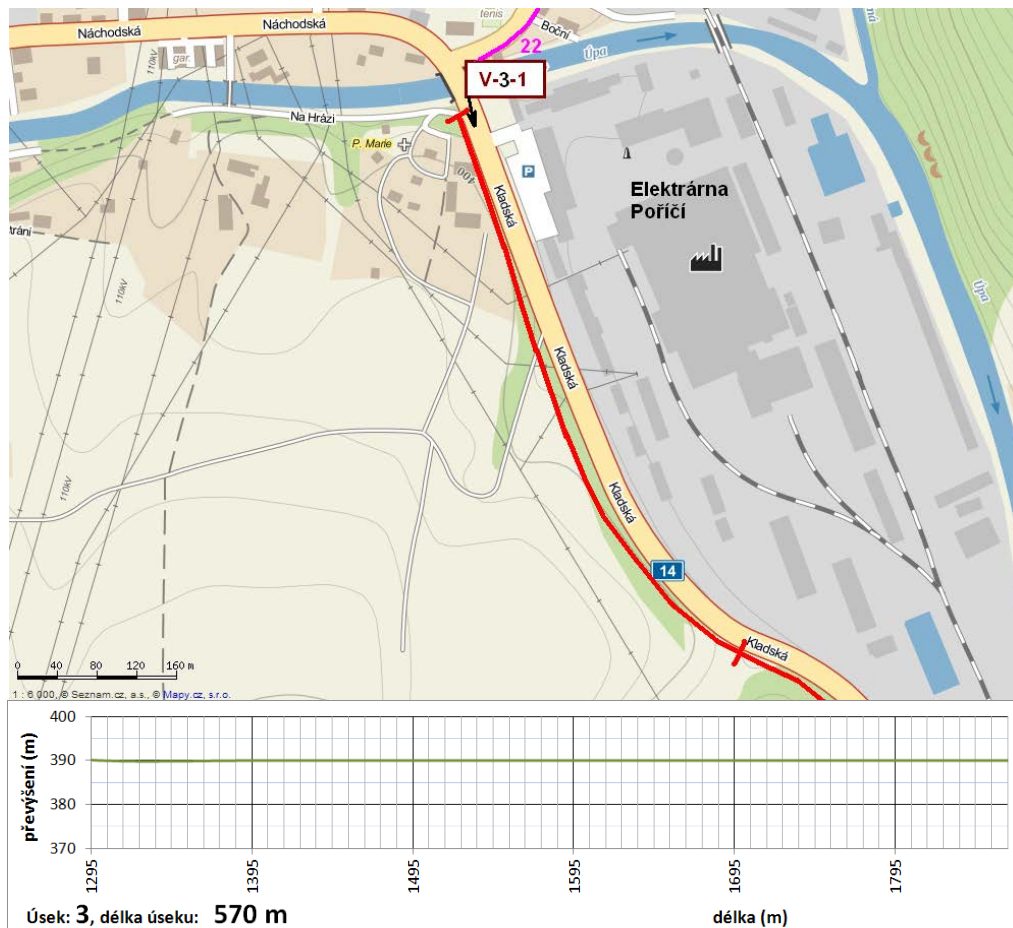 Náchodská
Náchodská
tenis
Boční
22
gar.
110kV
Úpa
V-3-1
Na Hrázi
P. Marie
400
P
Kladská
Elektrárna
Poříčí
tráni
110kV
110kV
Úpa
Kladská
110kV
Kladská
14
Kladská
0 40 80 120 160 m
1 : 6 000, © Seznam.cz, a.s., © Mapy.cz, s.r.o.
převýšení (m)
400
390
380
370
1295 1395 1495 1595 1695 1795
Úsek: 3, délka úseku: 570 m
délka (m)